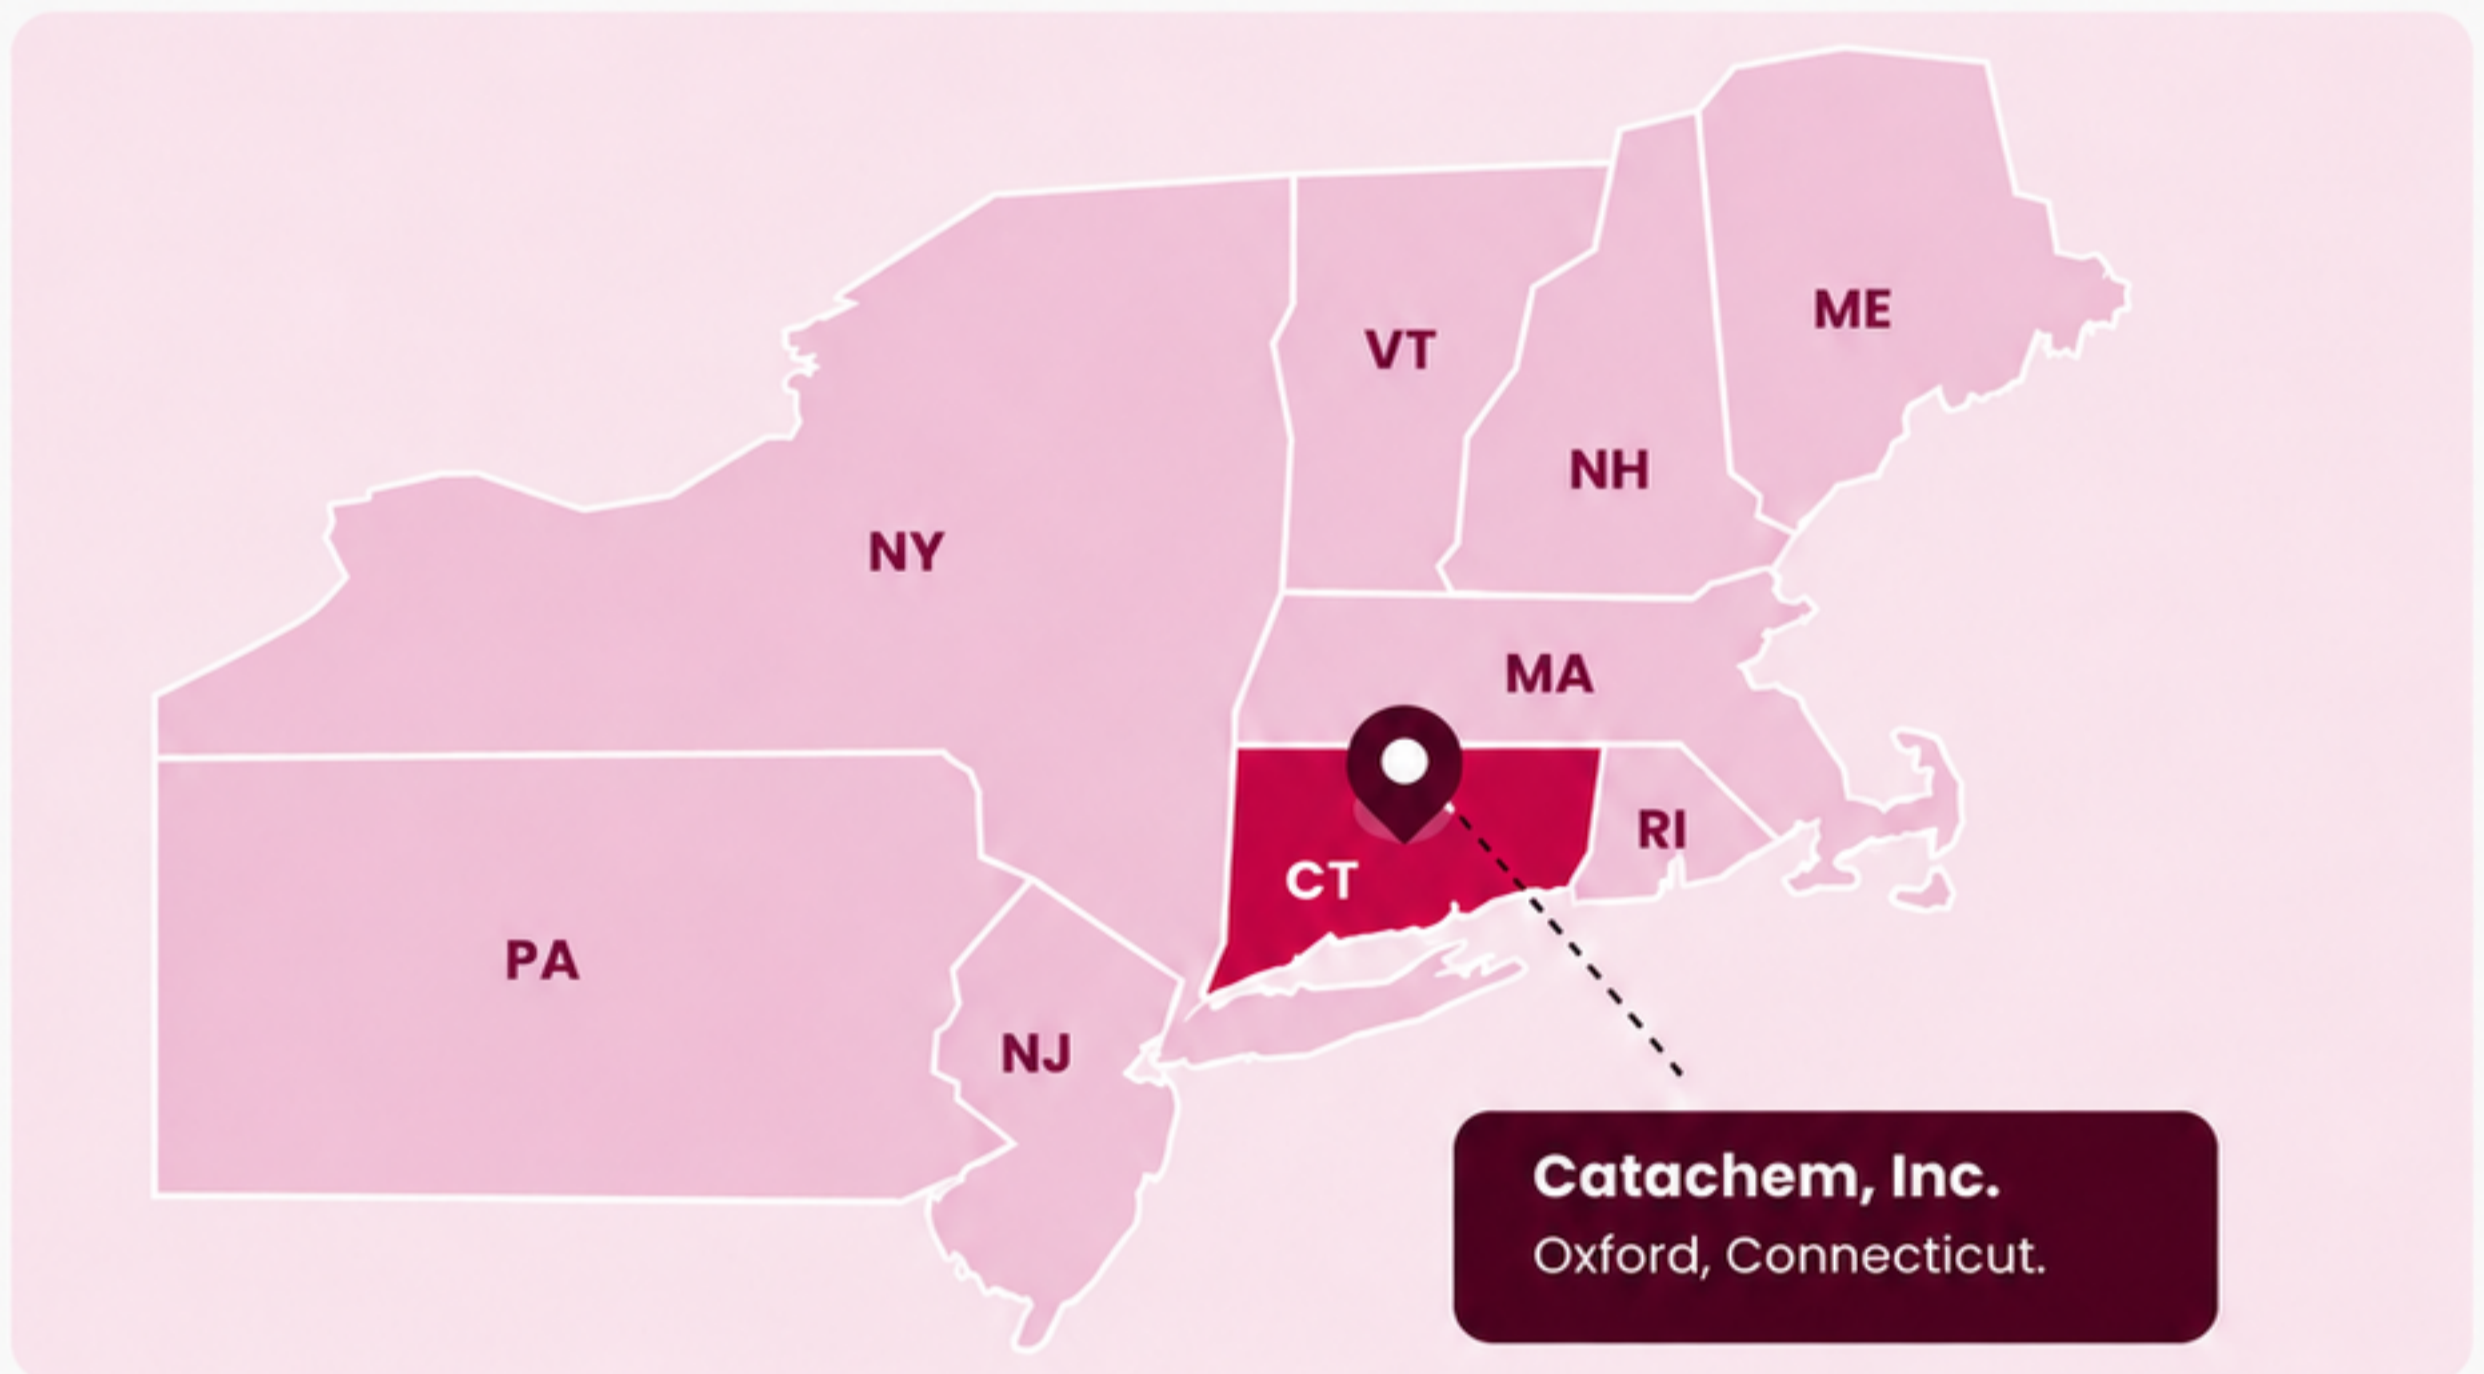 ME
VT
NH
NY
MA
RI
CT
PA
NJ
Catachem, Inc.
Oxford, Connecticut.